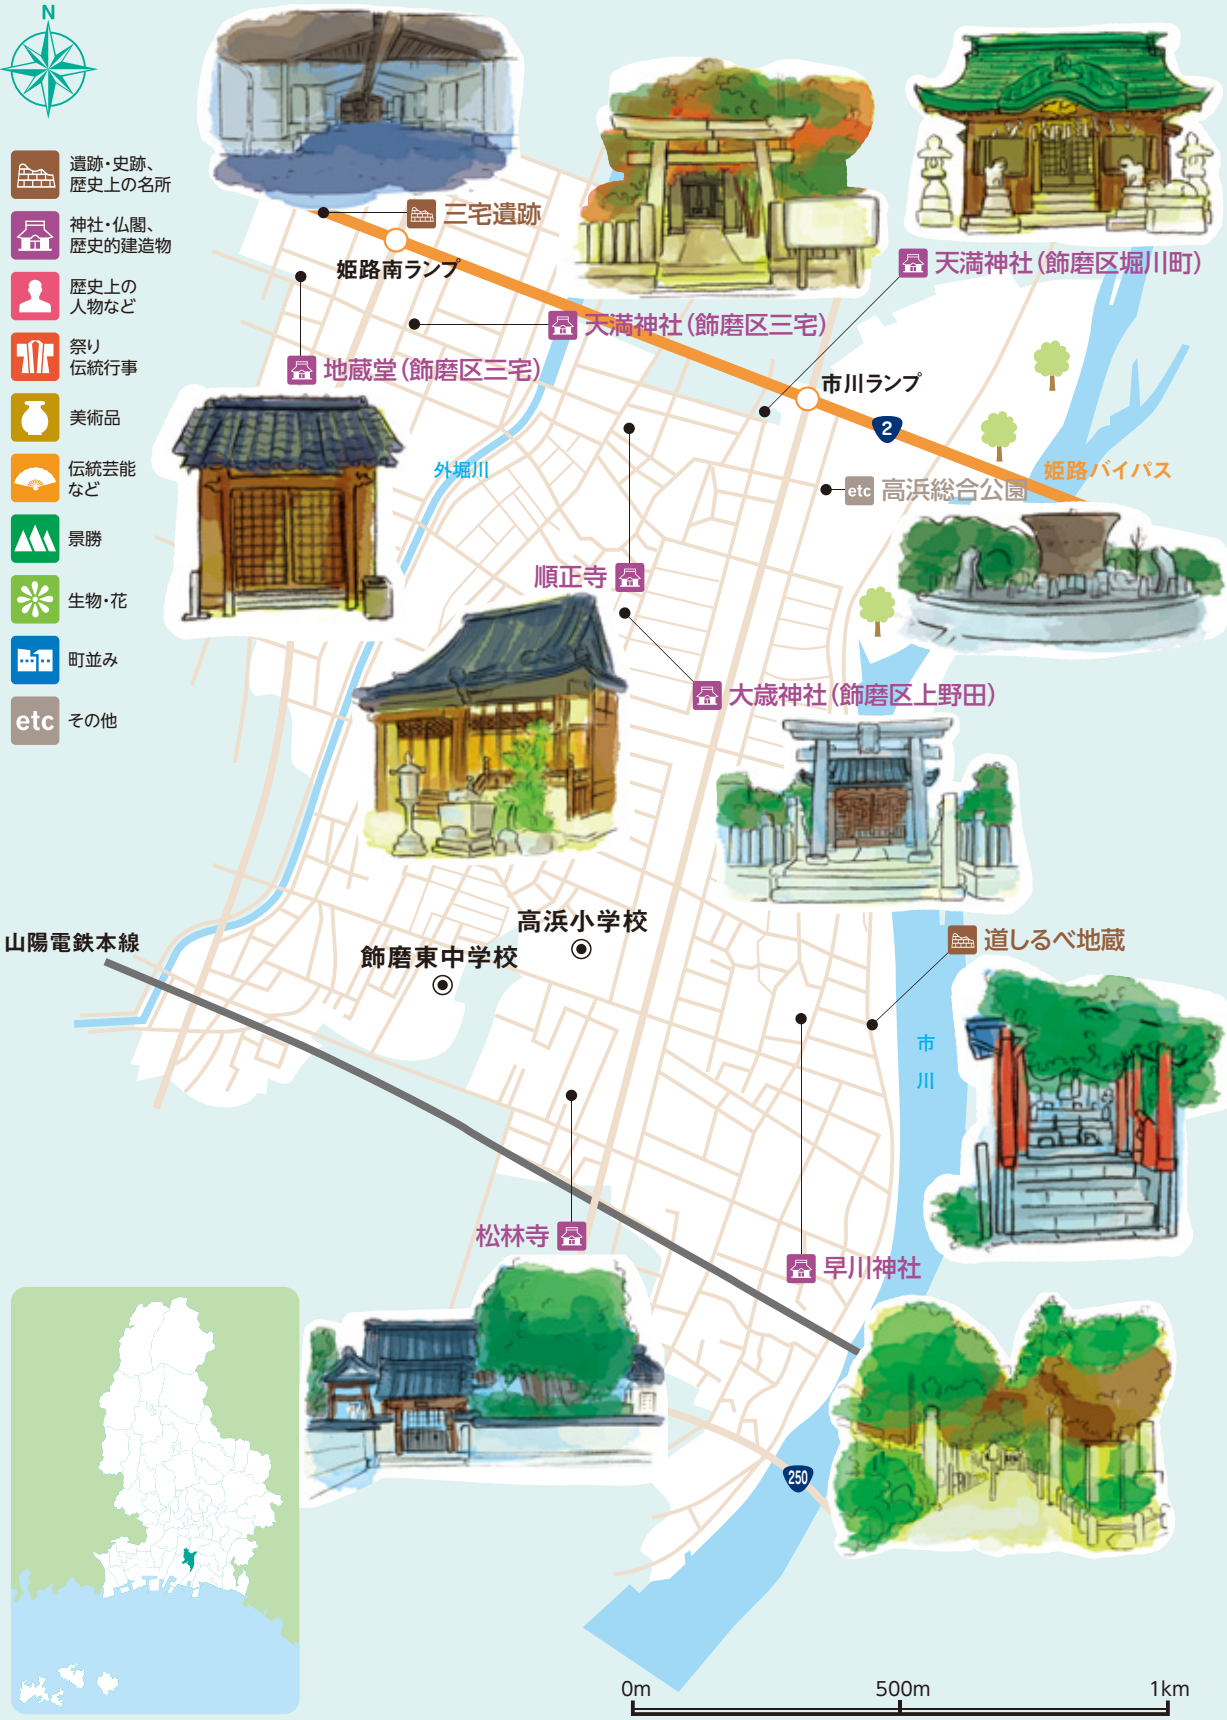 N
遺跡・史跡、
歴史上の名所
神社・仏閣、
歴史的建造物
歴史上の
人物など
祭り
伝統行事
美術品
伝統芸能
など
景勝
生物・花
町並み
etc
その他
三宅遺跡
姫路南ランプ
天満神社（飾磨区堀川町）
天満神社（飾磨区三宅）
地蔵堂（飾磨区三宅）
市川ランプ
2
外堀川
姫路バイパス
etc
高浜総合公園
順正寺
大歳神社（飾磨区上野田）
高浜小学校
山陽電鉄本線
飾磨東中学校
道しるべ地蔵
市
川
松林寺
早川神社
250
0m
500m
1km